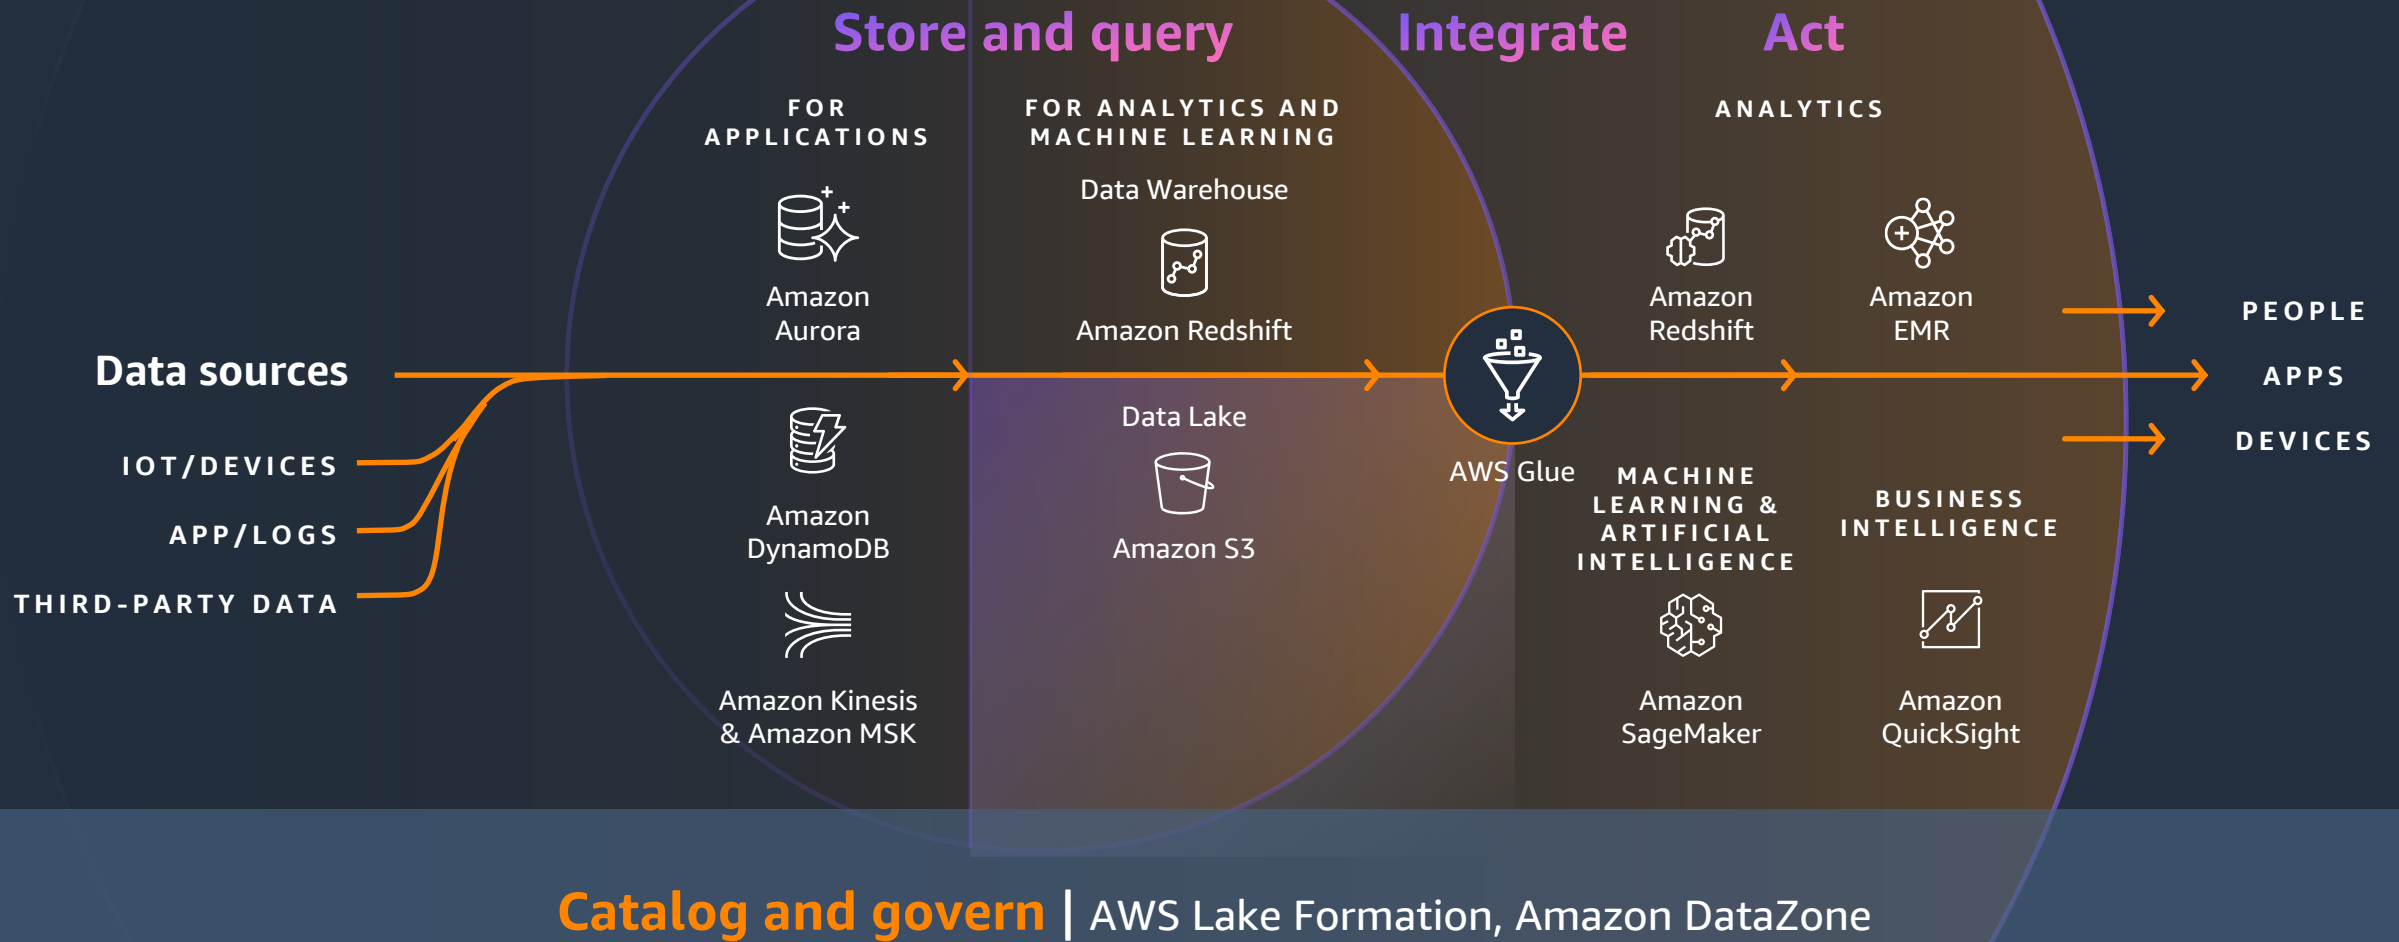 Store and query
Integrate
Act
FOR
APPLICATIONS
FOR ANALYTICS AND
MACHINE LEARNING
ANALYTICS
Data Warehouse
Amazon
Aurora
Amazon Redshift
Amazon
Redshift
Amazon
EMR
Data sources
IOT/DEVICES
APP/LOGS
THIRD-PARTY DATA
Amazon
DynamoDB
Amazon Kinesis
& Amazon MSK
Data Lake
Amazon S3
AWS Glue
MACHINE
LEARNING &
ARTIFICIAL
INTELLIGENCE
Amazon
SageMaker
BUSINESS
INTELLIGENCE
Amazon
QuickSight
PEOPLE
APPS
DEVICES
Catalog and govern | AWS Lake Formation, Amazon DataZone